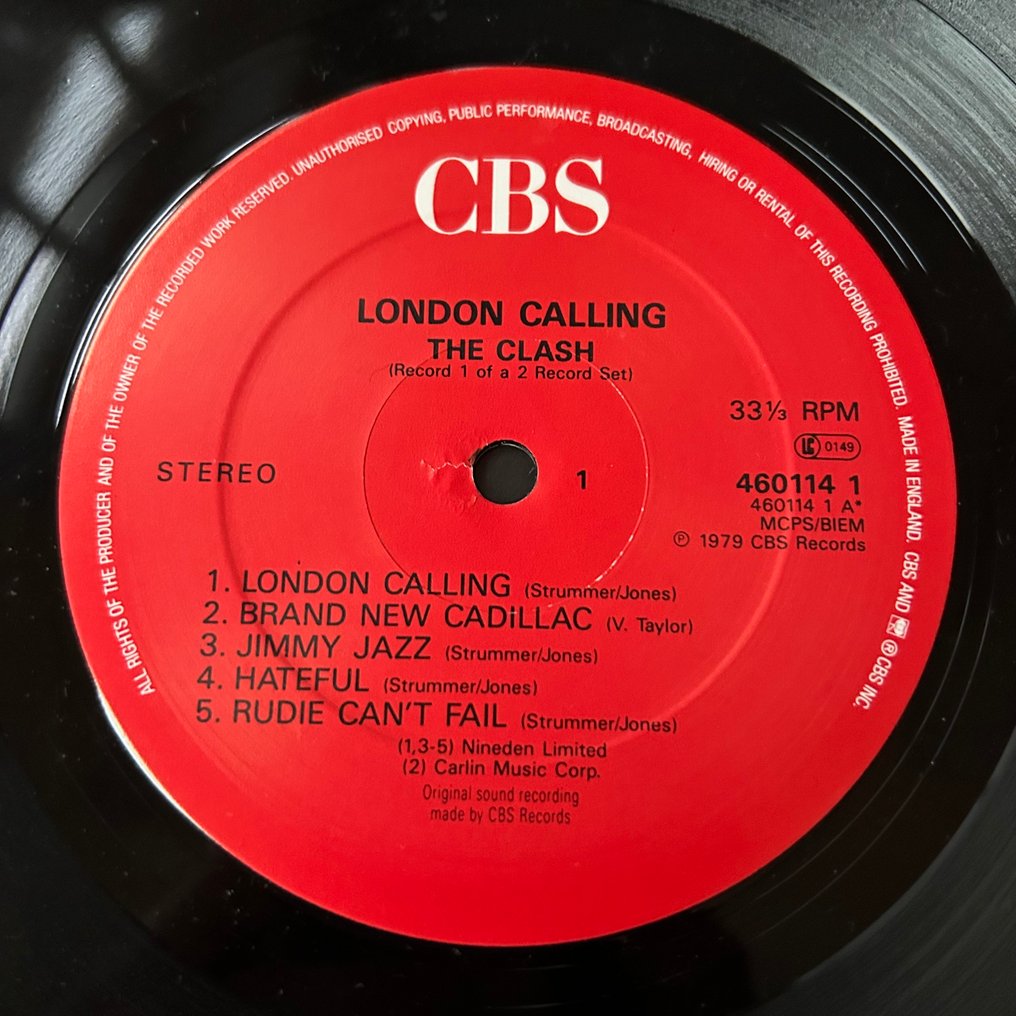 ALL RIGHTS OF THE PRODUCER AND OF THE OWNER OF THE RECORDED WORK RESERVED. UNAUTHORISED COPYING, PUBLIC PERFORMANCE, BROADCASTING, HIRING OR RENTAL OF THIS RECORDING PROHIBITED. MADE IN ENGLAND. CBS AND ® CBS INC.
CBS
LONDON CALLING
THE CLASH
(Record 1 of a 2 Record Set)
33⅓ RPM
LC 0149
STEREO
1
460114 1
460114 1 A*
MCPS/BIEM
℗ 1979 CBS Records
1. LONDON CALLING (Strummer/Jones)
2. BRAND NEW CADiLLAC (V. Taylor)
3. JIMMY JAZZ (Strummer/Jones)
4. HATEFUL (Strummer/Jones)
5. RUDIE CAN'T FAIL (Strummer/Jones)
(1,3-5) Nineden Limited
(2) Carlin Music Corp.
Original sound recording
made by CBS Records